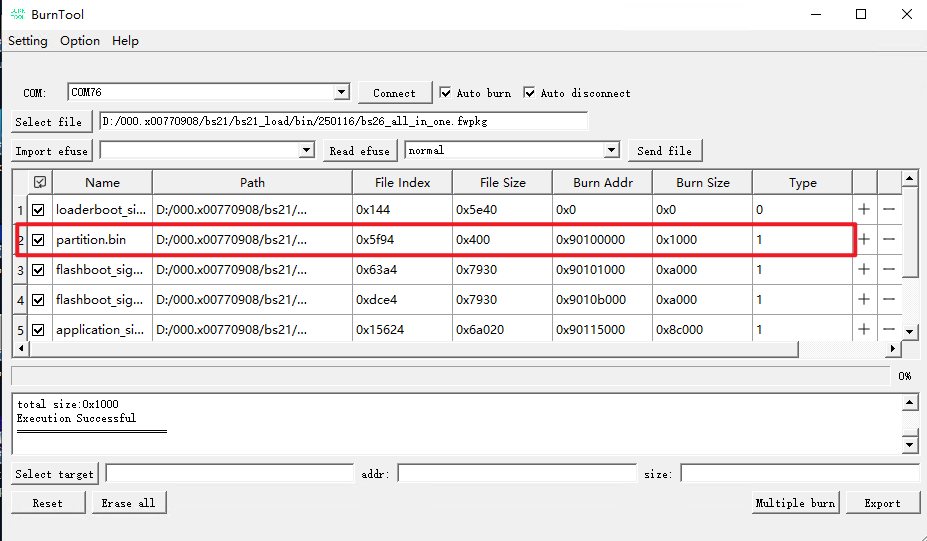 BurnTool
Setting Option Help
COM: COM76 Connect Auto burn Auto disconnect
Select file D:/000.x00770908/bs21/bs21_load/bin/250116/bs26_all_in_one.fwpkg
Import efuse Read efuse normal Send file
Name Path File Index File Size Burn Addr Burn Size Type
1 loaderboot_si... D:/000.x00770908/bs21/... 0x144 0x5e40 0x0 0x0 0 + −
2 partition.bin D:/000.x00770908/bs21/... 0x5f94 0x400 0x90100000 0x1000 1 + −
3 flashboot_sig... D:/000.x00770908/bs21/... 0x63a4 0x7930 0x90101000 0xa000 1 + −
4 flashboot_sig... D:/000.x00770908/bs21/... 0xdce4 0x7930 0x9010b000 0xa000 1 + −
5 application_si... D:/000.x00770908/bs21/... 0x15624 0x6a020 0x90115000 0x8c000 1 + −
0%
total size:0x1000
Execution Successful
Select target addr: size:
Reset Erase all Multiple burn Export